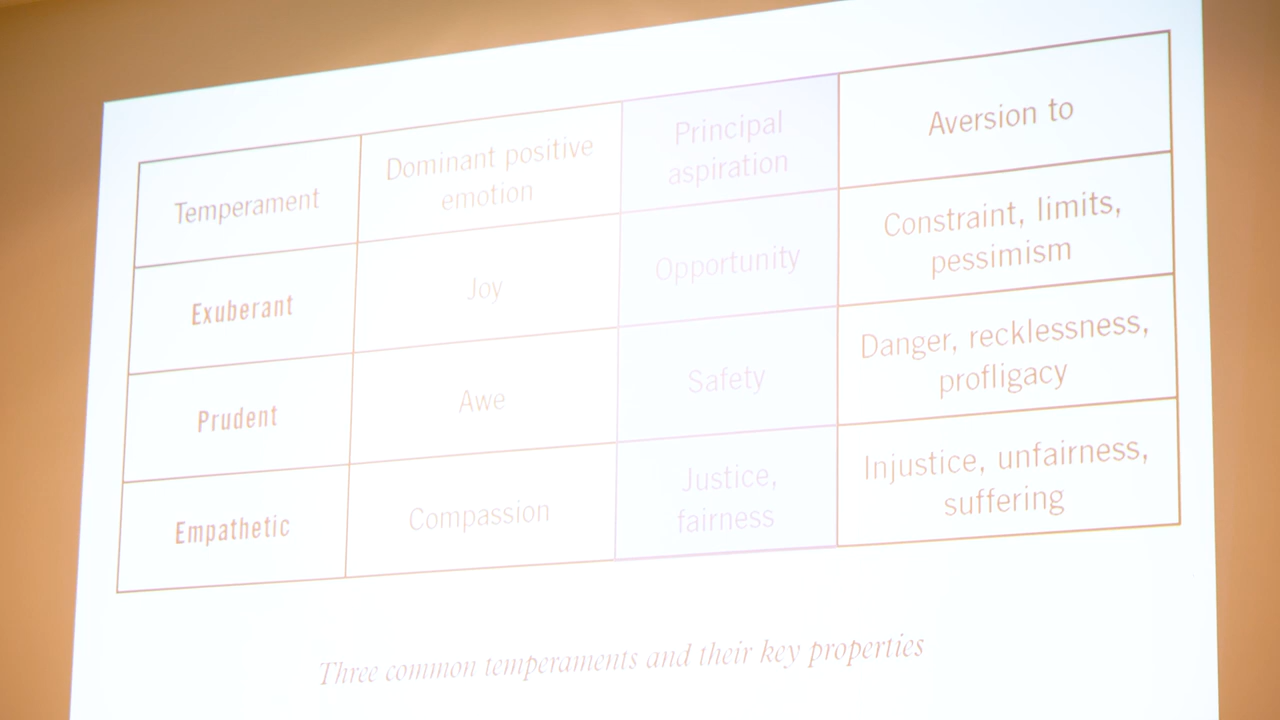 Temperament
Dominant positive
emotion
Principal
aspiration
Aversion to
Exuberant
Joy
Opportunity
Constraint, limits,
pessimism
Prudent
Awe
Safety
Danger, recklessness,
profligacy
Empathetic
Compassion
Justice,
fairness
Injustice, unfairness,
suffering
Three common temperaments and their key properties